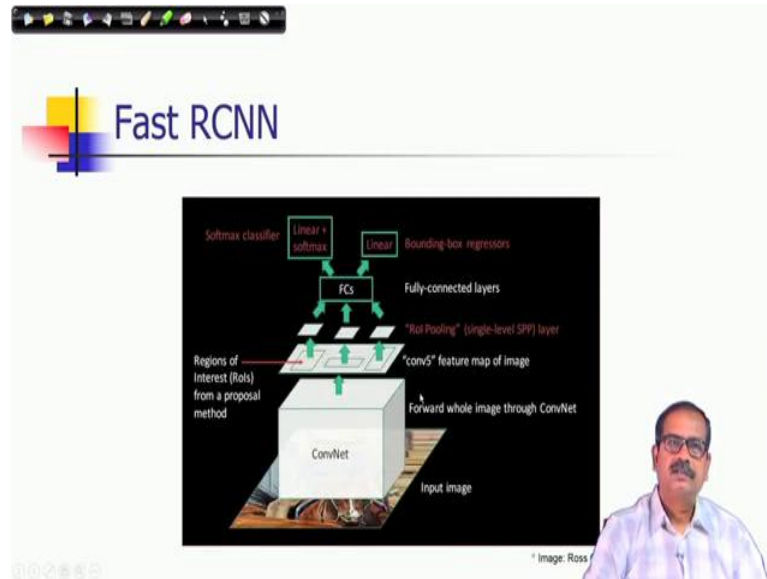 Fast RCNN
Softmax classifier
Linear +
softmax
Linear
Bounding-box regressors
FCs
Fully-connected layers
"RoI Pooling" (single-level SPP) layer
Regions of
Interest (RoIs)
from a proposal
method
"conv5" feature map of image
Forward whole image through ConvNet
ConvNet
Input image
* Image: Ross